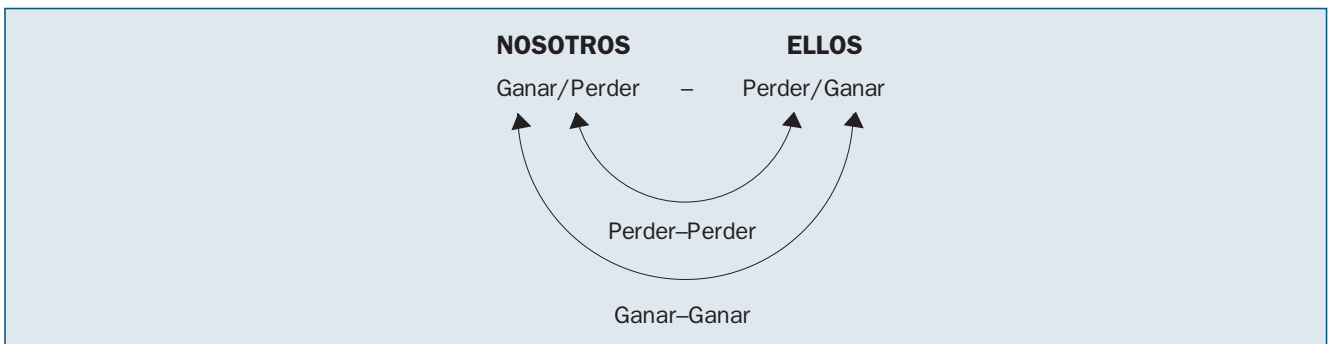 NOSOTROS ELLOS
Ganar/Perder – Perder/Ganar
Perder–Perder
Ganar–Ganar